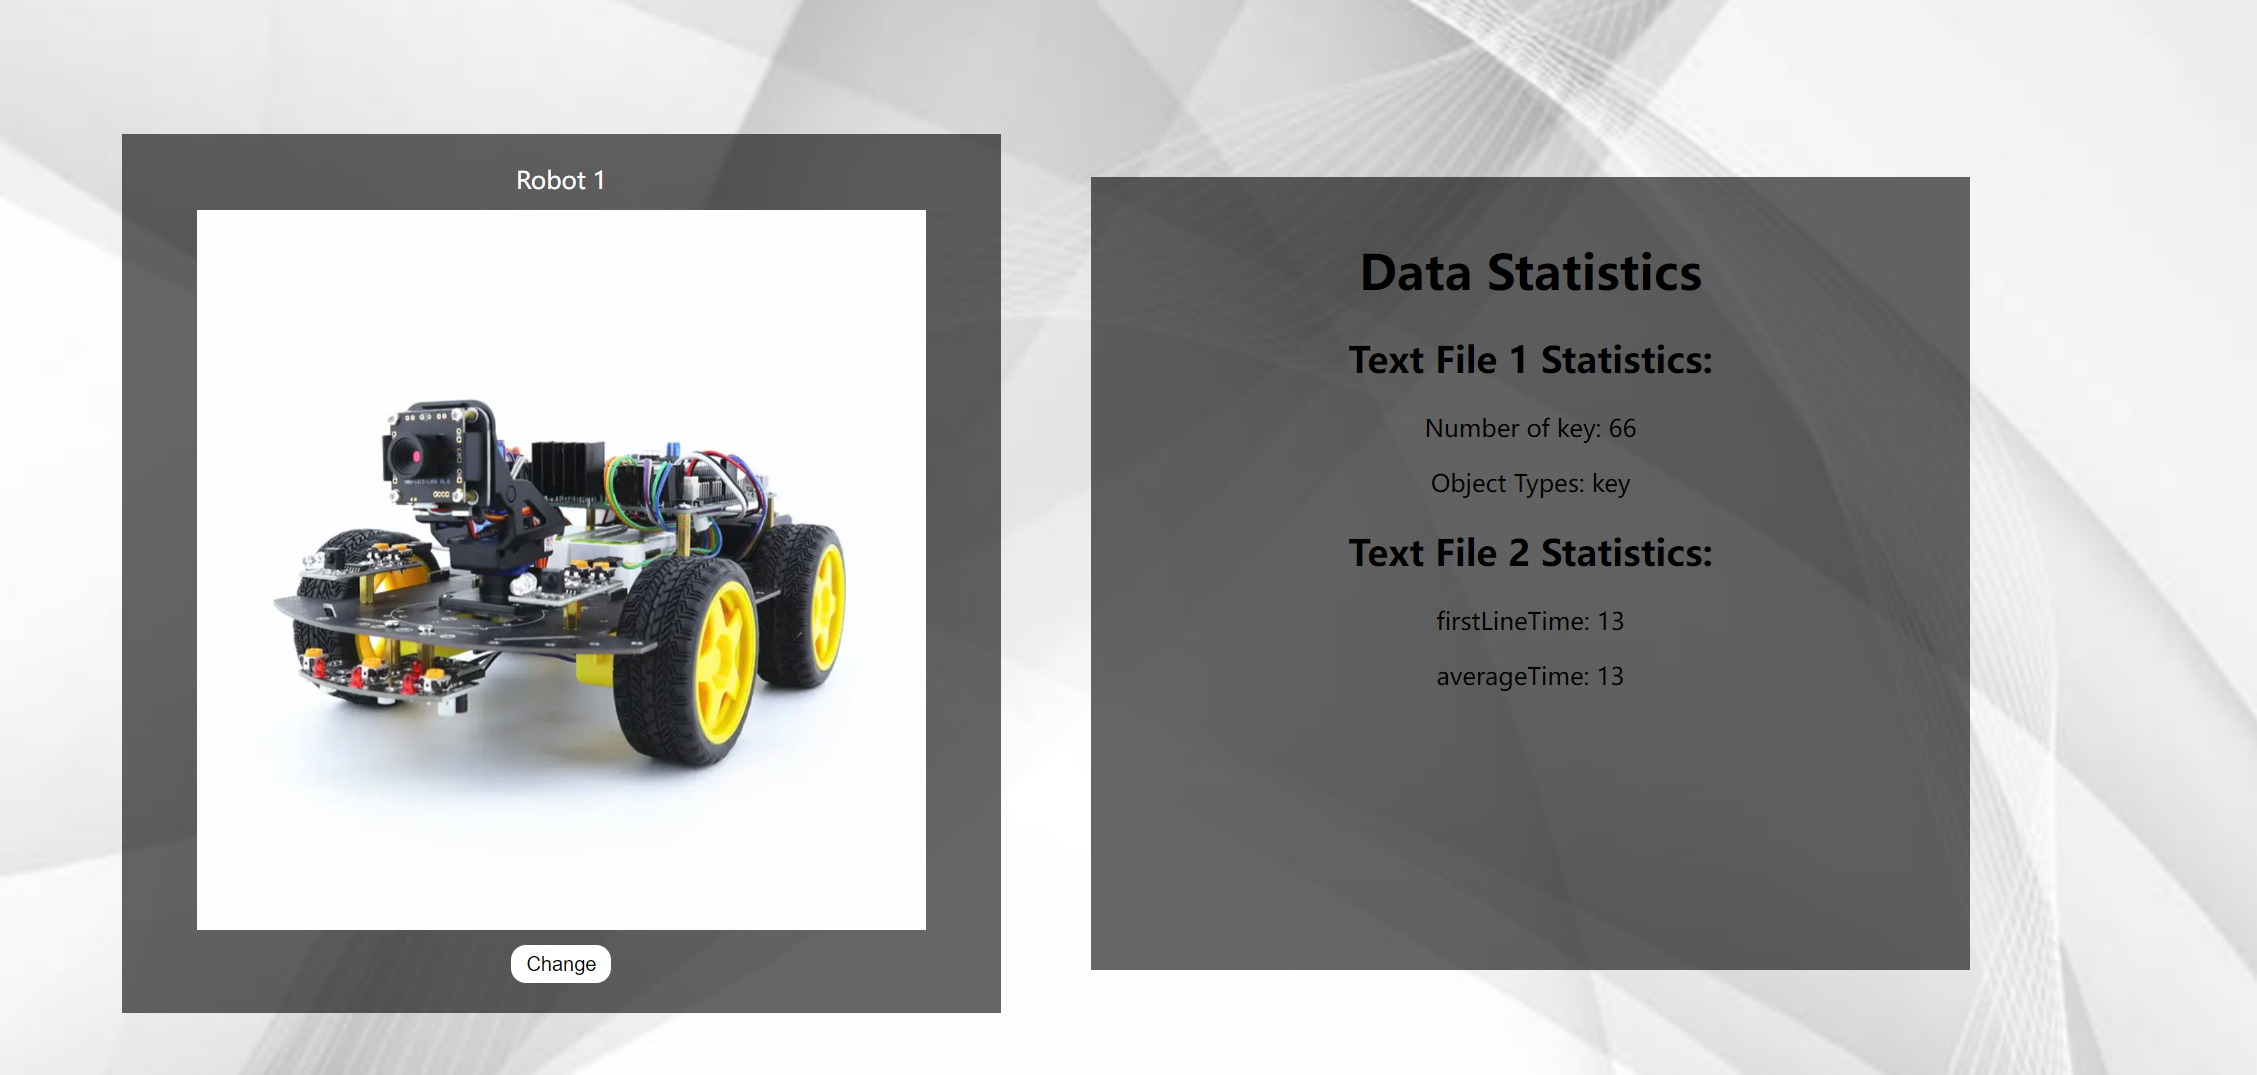 Robot 1
Change
Data Statistics
Text File 1 Statistics:
Number of key: 66
Object Types: key
Text File 2 Statistics:
firstLineTime: 13
averageTime: 13